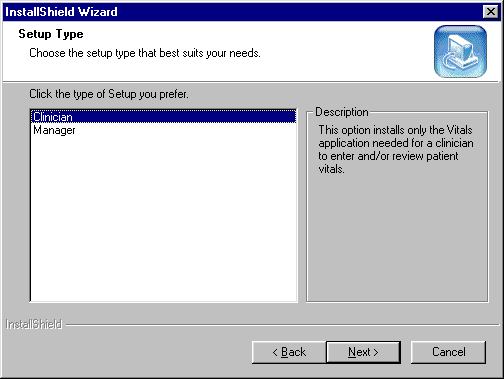 InstallShield Wizard
Setup Type
Choose the setup type that best suits your needs.
Click the type of Setup you prefer.
Clinician
Manager
Description
This option installs only the Vitals
application needed for a clinician
to enter and/or review patient
vitals.
InstallShield
< Back
Next >
Cancel